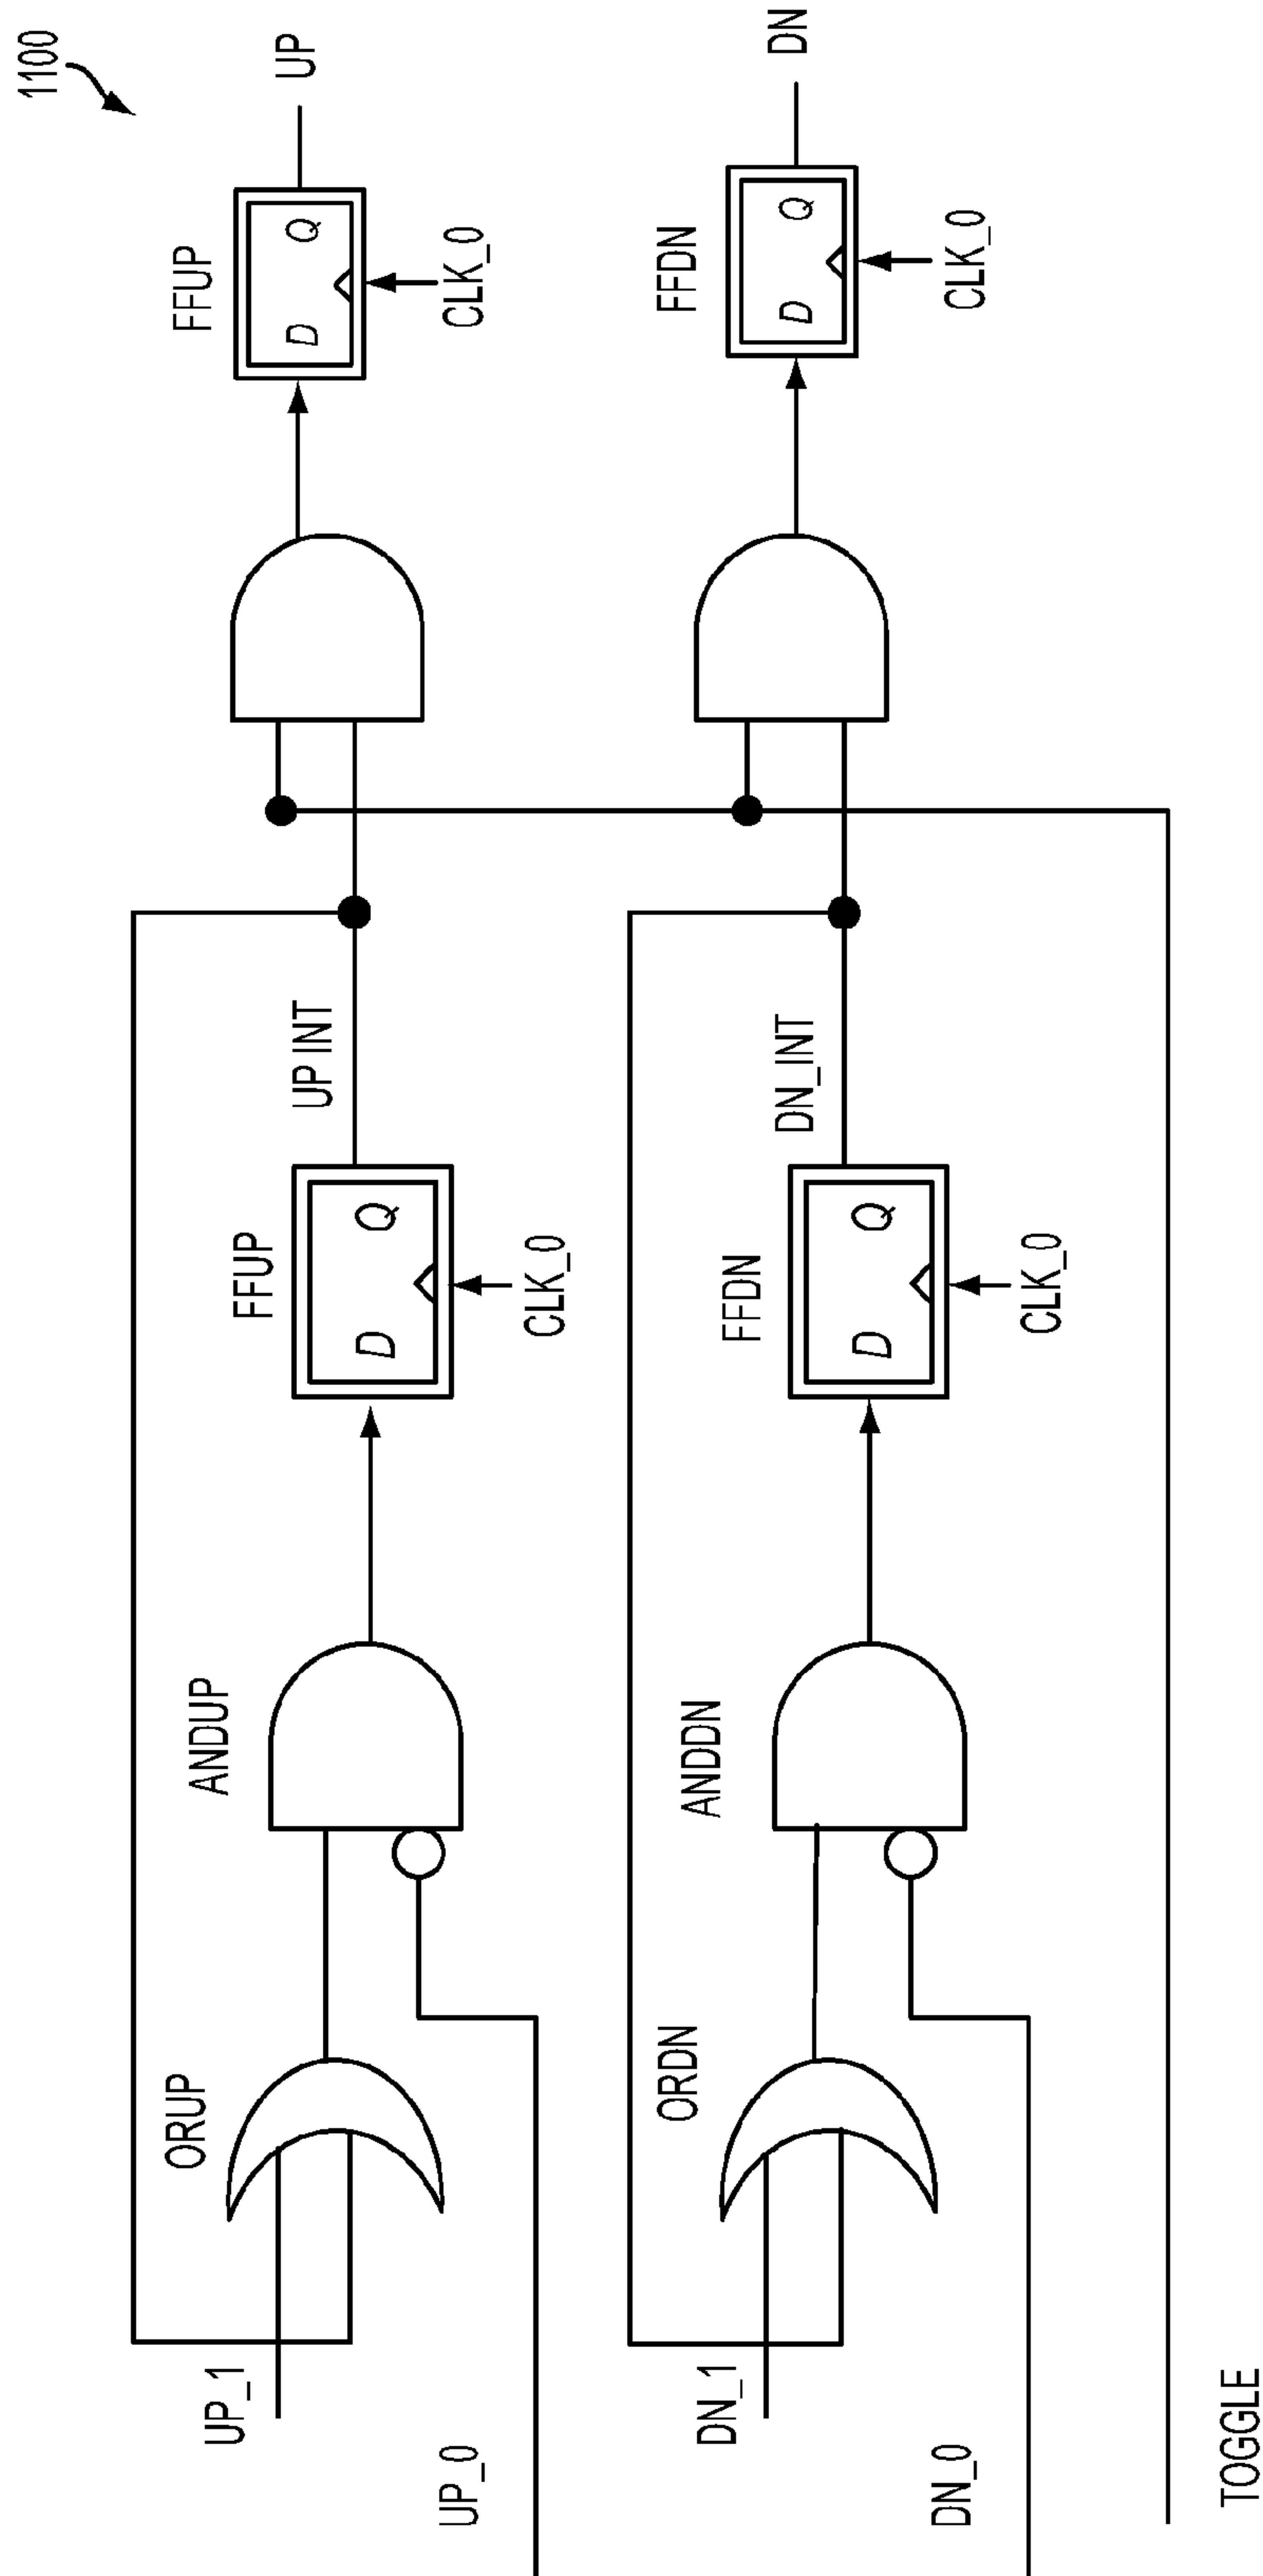 1100
UP_1
UP_0
ORUP
ANDUP
FFUP
D
Q
CLK_0
UP INT
FFUP
D
Q
CLK_0
UP
DN_1
DN_0
ORDN
ANDDN
FFDN
D
Q
CLK_0
DN_INT
FFDN
D
Q
CLK_0
DN
TOGGLE